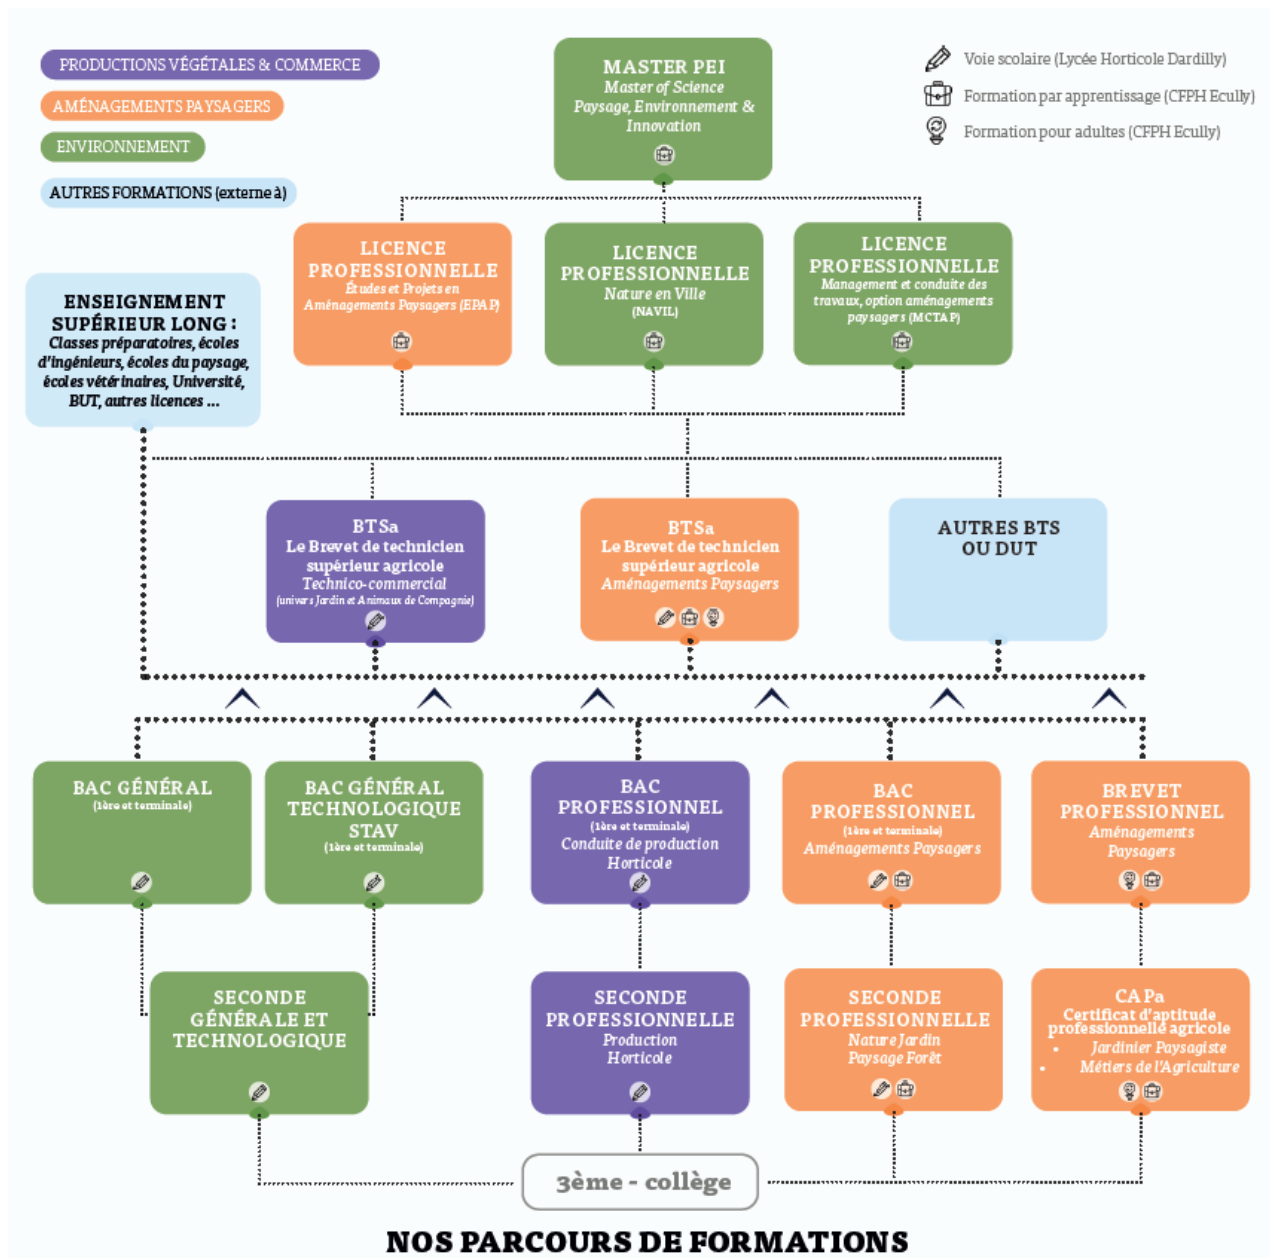 PRODUCTIONS VÉGÉTALES & COMMERCE
AMÉNAGEMENTS PAYSAGERS
ENVIRONNEMENT
AUTRES FORMATIONS (externe à)
MASTER PEI
Master of Science
Paysage, Environnement &
Innovation
Voie scolaire (Lycée Horticole Dardilly)
Formation par apprentissage (CFPH Ecully)
Formation pour adultes (CFPH Ecully)
LICENCE
PROFESSIONNELLE
Études et Projets en
Aménagements Paysagers (EPAP)
LICENCE
PROFESSIONNELLE
Nature en Ville
(NAVIL)
LICENCE
PROFESSIONNELLE
Management et conduite des
travaux, option aménagements
paysagers (MCTAP)
ENSEIGNEMENT
SUPÉRIEUR LONG :
Classes préparatoires, écoles
d'ingénieurs, écoles du paysage,
écoles vétérinaires, Université,
BUT, autres licences ...
BTSa
Le Brevet de technicien
supérieur agricole
Technico-commercial
(univers Jardin et Animaux de Compagnie)
BTSa
Le Brevet de technicien
supérieur agricole
Aménagements Paysagers
AUTRES BTS
OU DUT
BAC GÉNÉRAL
(1ère et terminale)
BAC GÉNÉRAL
TECHNOLOGIQUE
STAV
(1ère et terminale)
BAC
PROFESSIONNEL
(1ère et terminale)
Conduite de production
Horticole
BAC
PROFESSIONNEL
(1ère et terminale)
Aménagements Paysagers
BREVET
PROFESSIONNEL
Aménagements
Paysagers
SECONDE
GÉNÉRALE ET
TECHNOLOGIQUE
SECONDE
PROFESSIONNELLE
Production
Horticole
SECONDE
PROFESSIONNELLE
Nature Jardin
Paysage Forêt
CAPa
Certificat d'aptitude
professionnelle agricole
• Jardinier Paysagiste
• Métiers de l'Agriculture
3ème - collège
NOS PARCOURS DE FORMATIONS